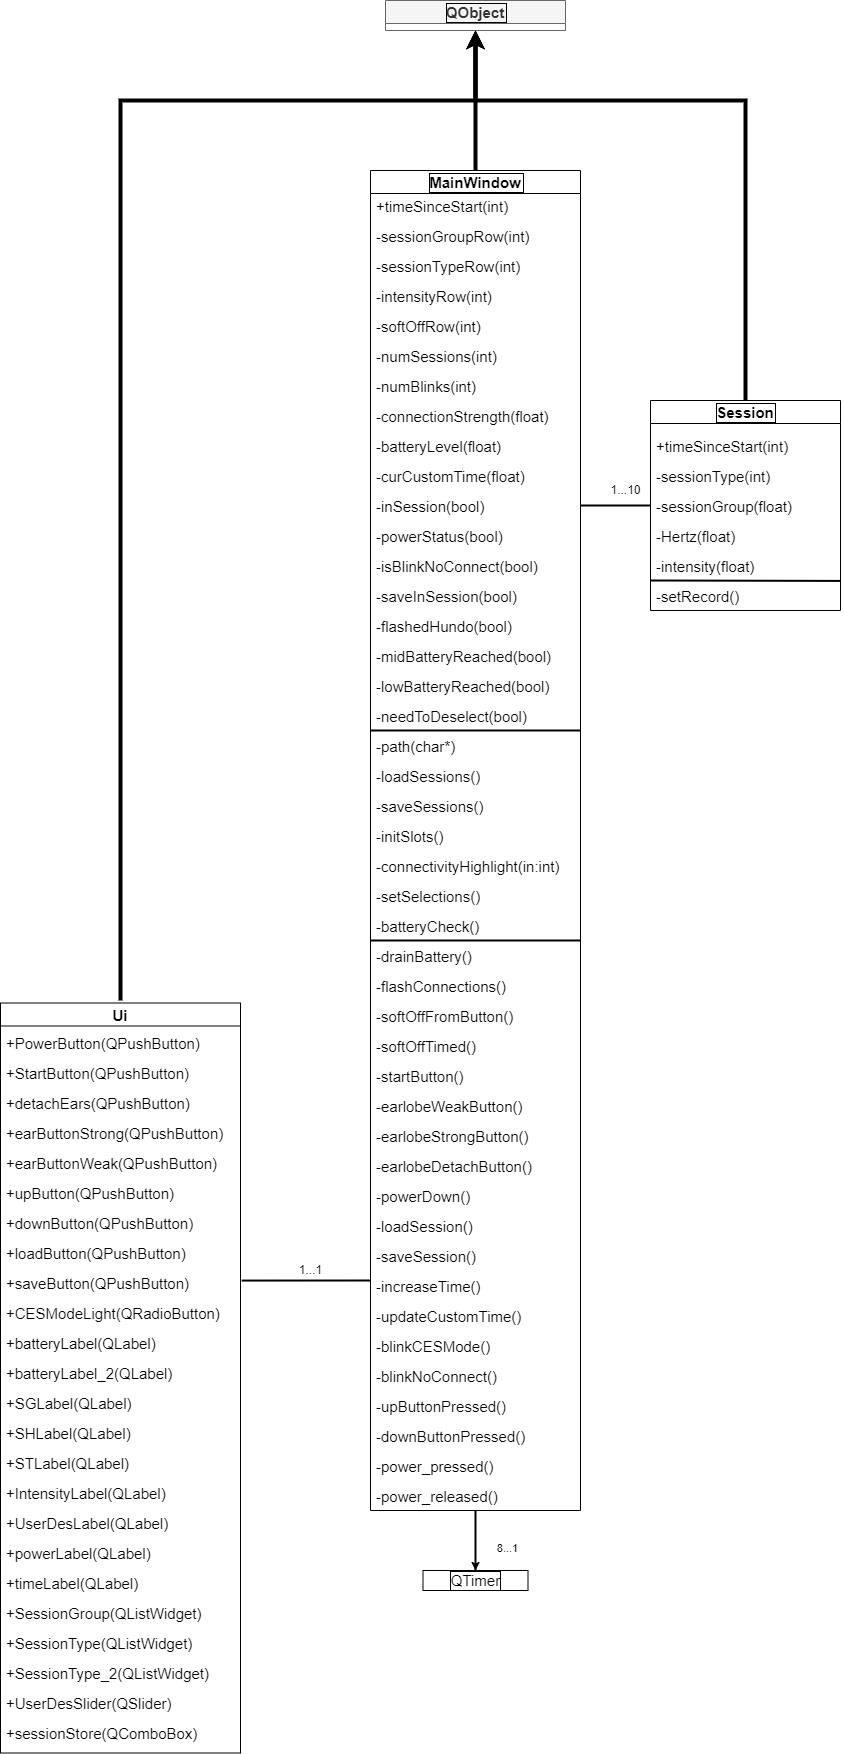 QObject
MainWindow
+timeSinceStart(int)
-sessionGroupRow(int)
-sessionTypeRow(int)
-intensityRow(int)
-softOffRow(int)
-numSessions(int)
-numBlinks(int)
-connectionStrength(float)
-batteryLevel(float)
-curCustomTime(float)
-inSession(bool)
-powerStatus(bool)
-isBlinkNoConnect(bool)
-saveInSession(bool)
-flashedHundo(bool)
-midBatteryReached(bool)
-lowBatteryReached(bool)
-needToDeselect(bool)
-path(char*)
-loadSessions()
-saveSessions()
-initSlots()
-connectivityHighlight(in:int)
-setSelections()
-batteryCheck()
-drainBattery()
-flashConnections()
-softOffFromButton()
-softOffTimed()
-startButton()
-earlobeWeakButton()
-earlobeStrongButton()
-earlobeDetachButton()
-powerDown()
-loadSession()
-saveSession()
-increaseTime()
-updateCustomTime()
-blinkCESMode()
-blinkNoConnect()
-upButtonPressed()
-downButtonPressed()
-power_pressed()
-power_released()
1...10
Session
+timeSinceStart(int)
-sessionType(int)
-sessionGroup(float)
-Hertz(float)
-intensity(float)
-setRecord()
Ui
+PowerButton(QPushButton)
+StartButton(QPushButton)
+detachEars(QPushButton)
+earButtonStrong(QPushButton)
+earButtonWeak(QPushButton)
+upButton(QPushButton)
+downButton(QPushButton)
+loadButton(QPushButton)
+saveButton(QPushButton)
+CESModeLight(QRadioButton)
+batteryLabel(QLabel)
+batteryLabel_2(QLabel)
+SGLabel(QLabel)
+SHLabel(QLabel)
+STLabel(QLabel)
+IntensityLabel(QLabel)
+UserDesLabel(QLabel)
+powerLabel(QLabel)
+timeLabel(QLabel)
+SessionGroup(QListWidget)
+SessionType(QListWidget)
+SessionType_2(QListWidget)
+UserDesSlider(QSlider)
+sessionStore(QComboBox)
1...1
8...1
QTimer